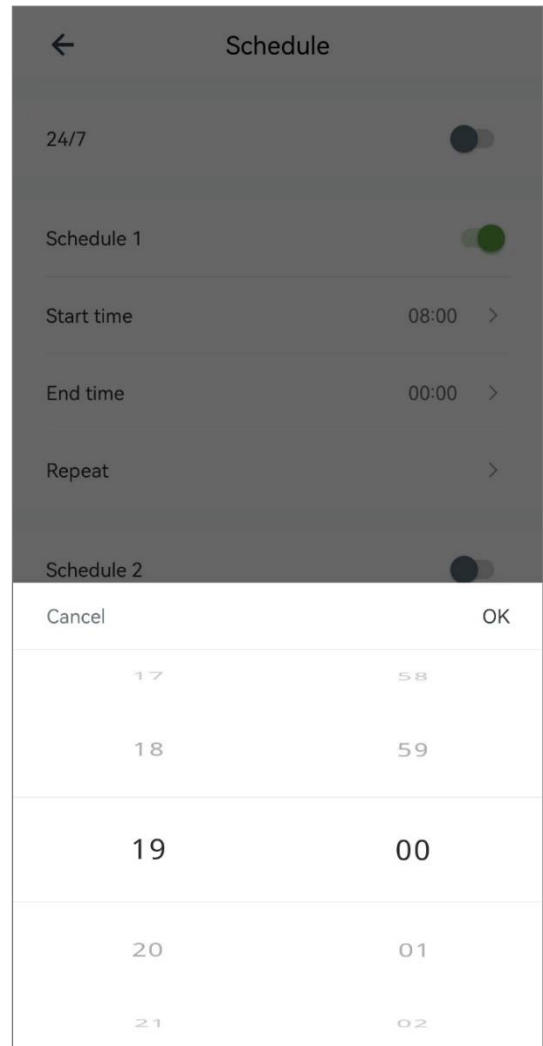 Schedule
24/7
Schedule 1
Start time 08:00
End time 00:00
Repeat
Schedule 2
Cancel OK
17 58
18 59
19 00
20 01
21 02